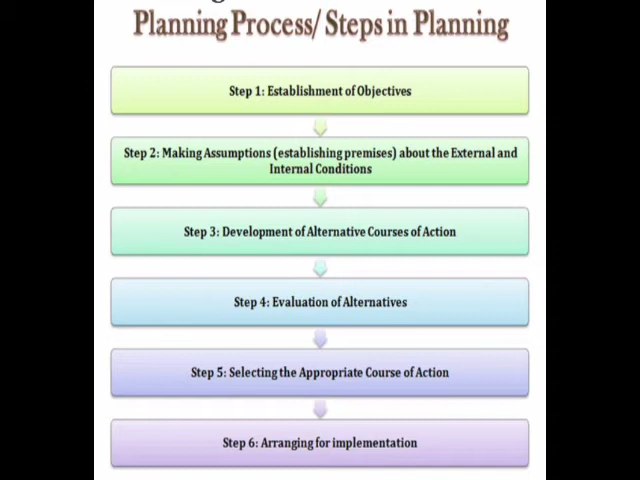 Planning Process/ Steps in Planning
Step 1: Establishment of Objectives
Step 2: Making Assumptions (establishing premises) about the External and
Internal Conditions
Step 3: Development of Alternative Courses of Action
Step 4: Evaluation of Alternatives
Step 5: Selecting the Appropriate Course of Action
Step 6: Arranging for implementation